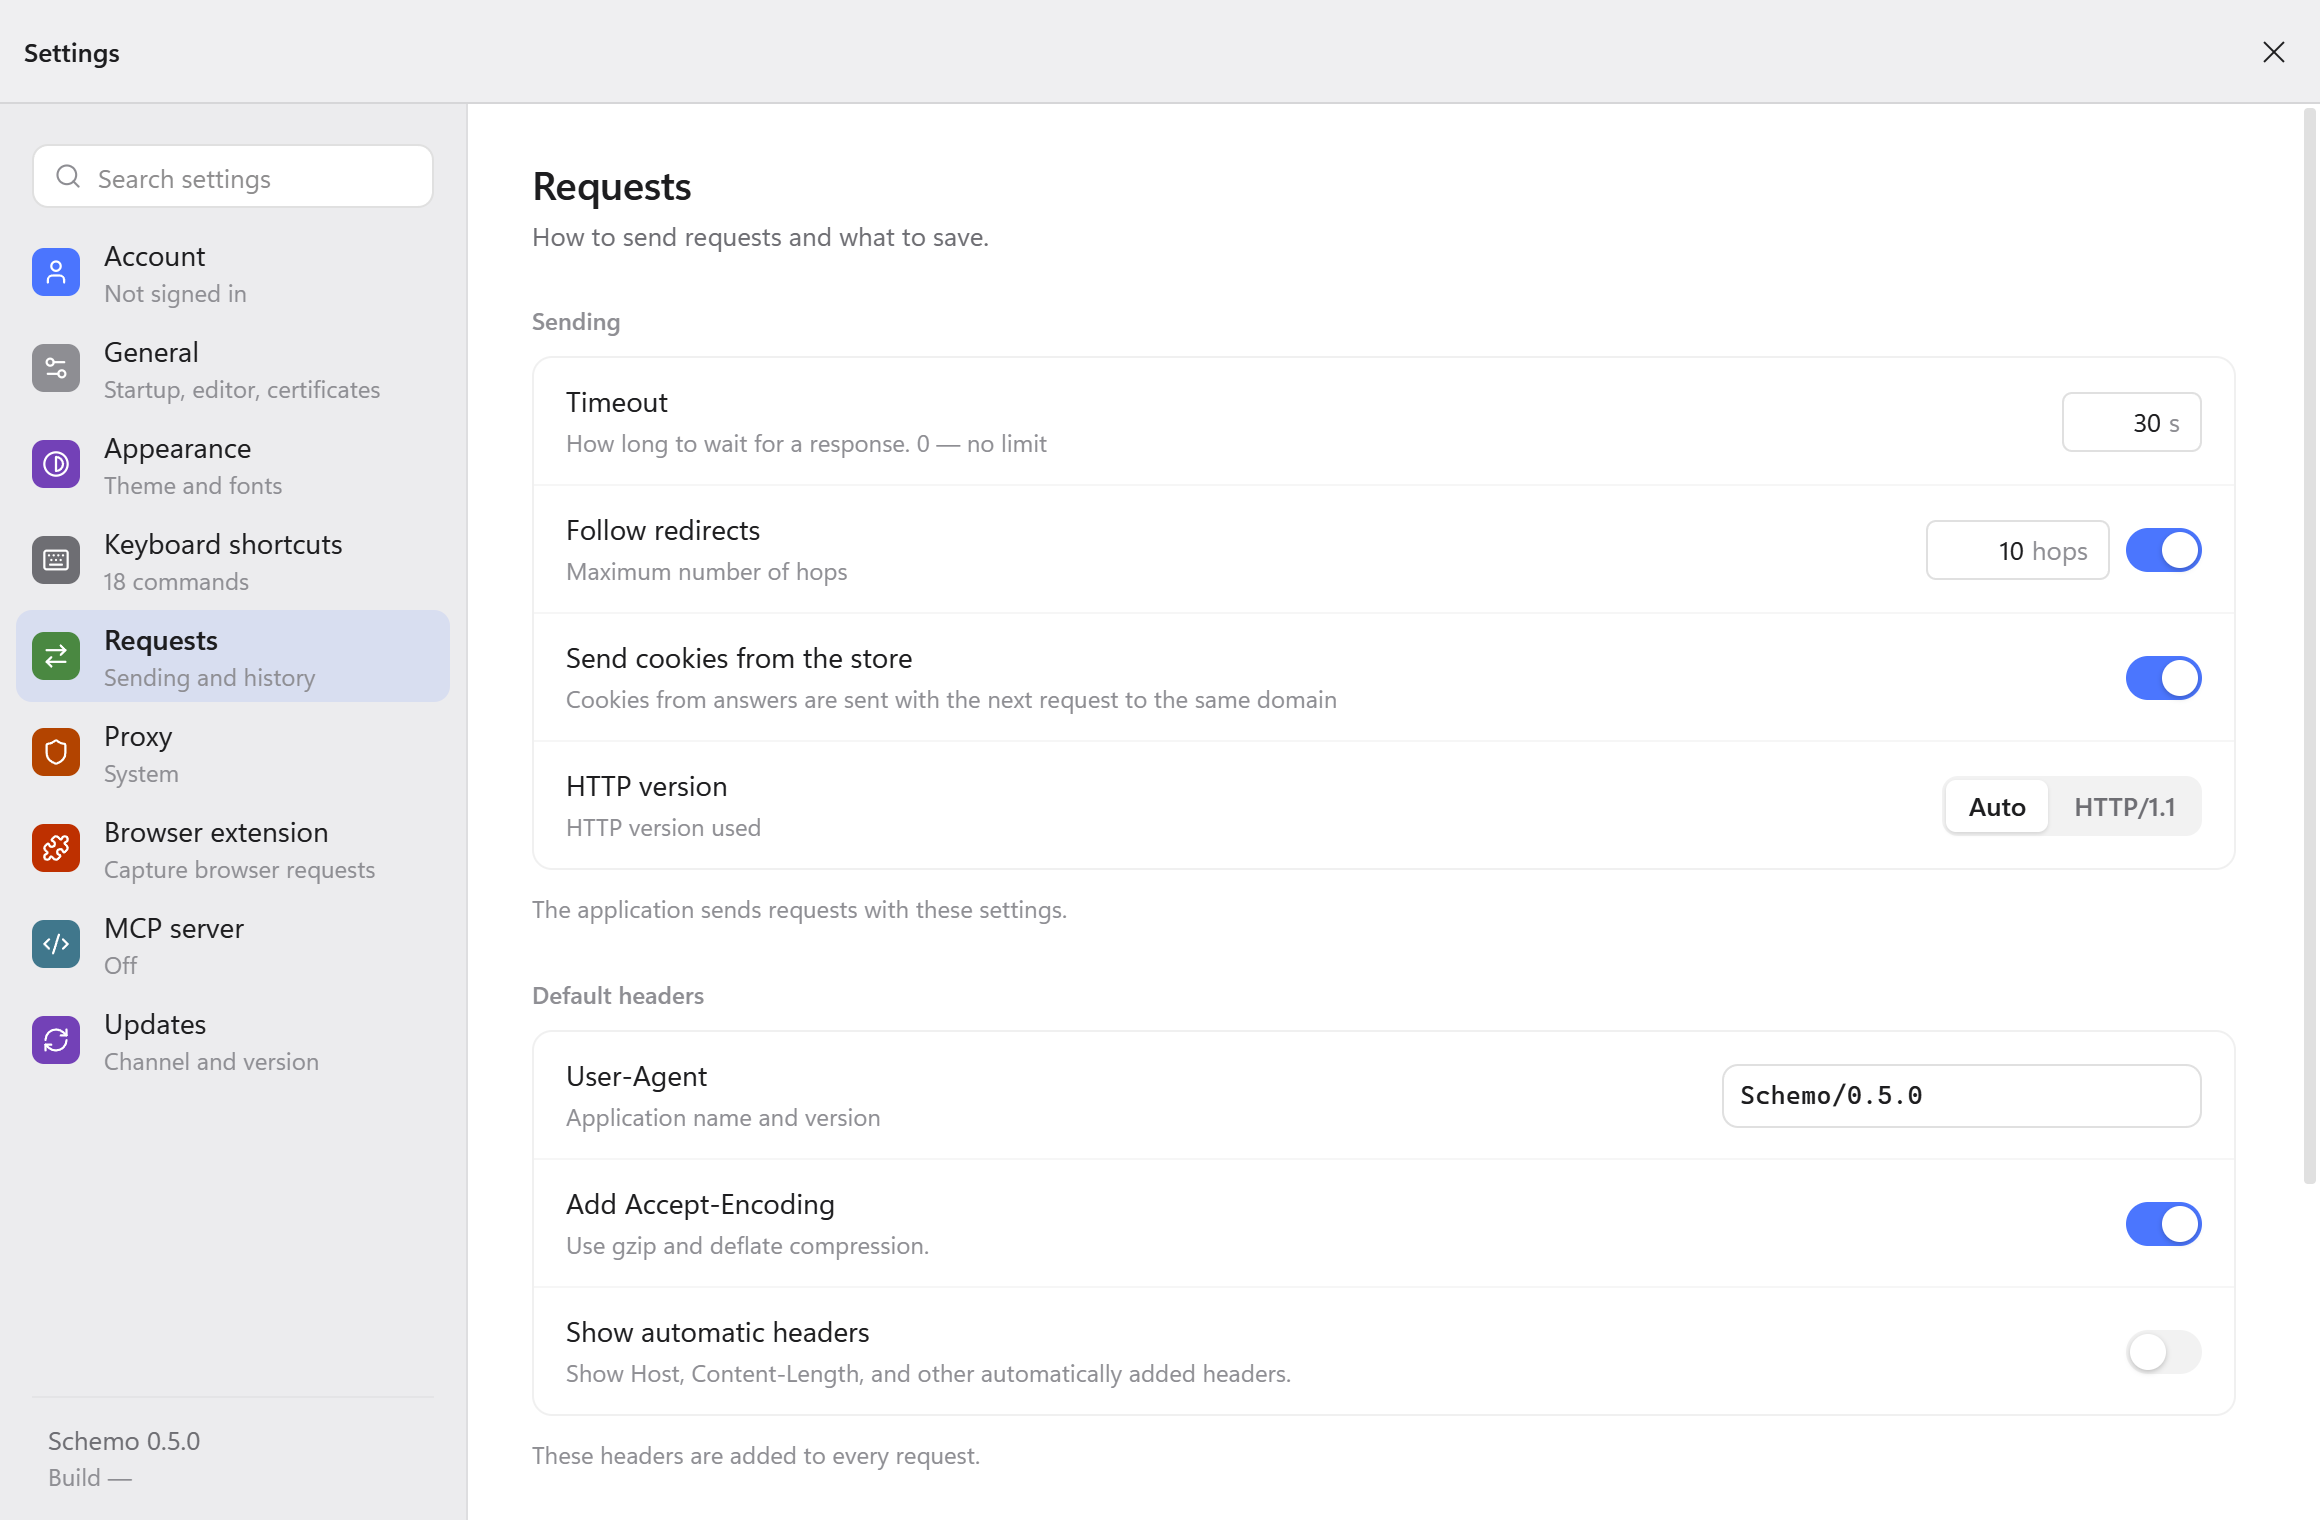 Settings
Search settings
Account
Not signed in
General
Startup, editor, certificates
Appearance
Theme and fonts
Keyboard shortcuts
18 commands
Requests
Sending and history
Proxy
System
Browser extension
Capture browser requests
MCP server
Off
Updates
Channel and version
Schemo 0.5.0
Build —
Requests
How to send requests and what to save.
Sending
Timeout
How long to wait for a response. 0 — no limit
30 s
Follow redirects
Maximum number of hops
10 hops
Send cookies from the store
Cookies from answers are sent with the next request to the same domain
HTTP version
HTTP version used
Auto HTTP/1.1
The application sends requests with these settings.
Default headers
User-Agent
Application name and version
Schemo/0.5.0
Add Accept-Encoding
Use gzip and deflate compression.
Show automatic headers
Show Host, Content-Length, and other automatically added headers.
These headers are added to every request.